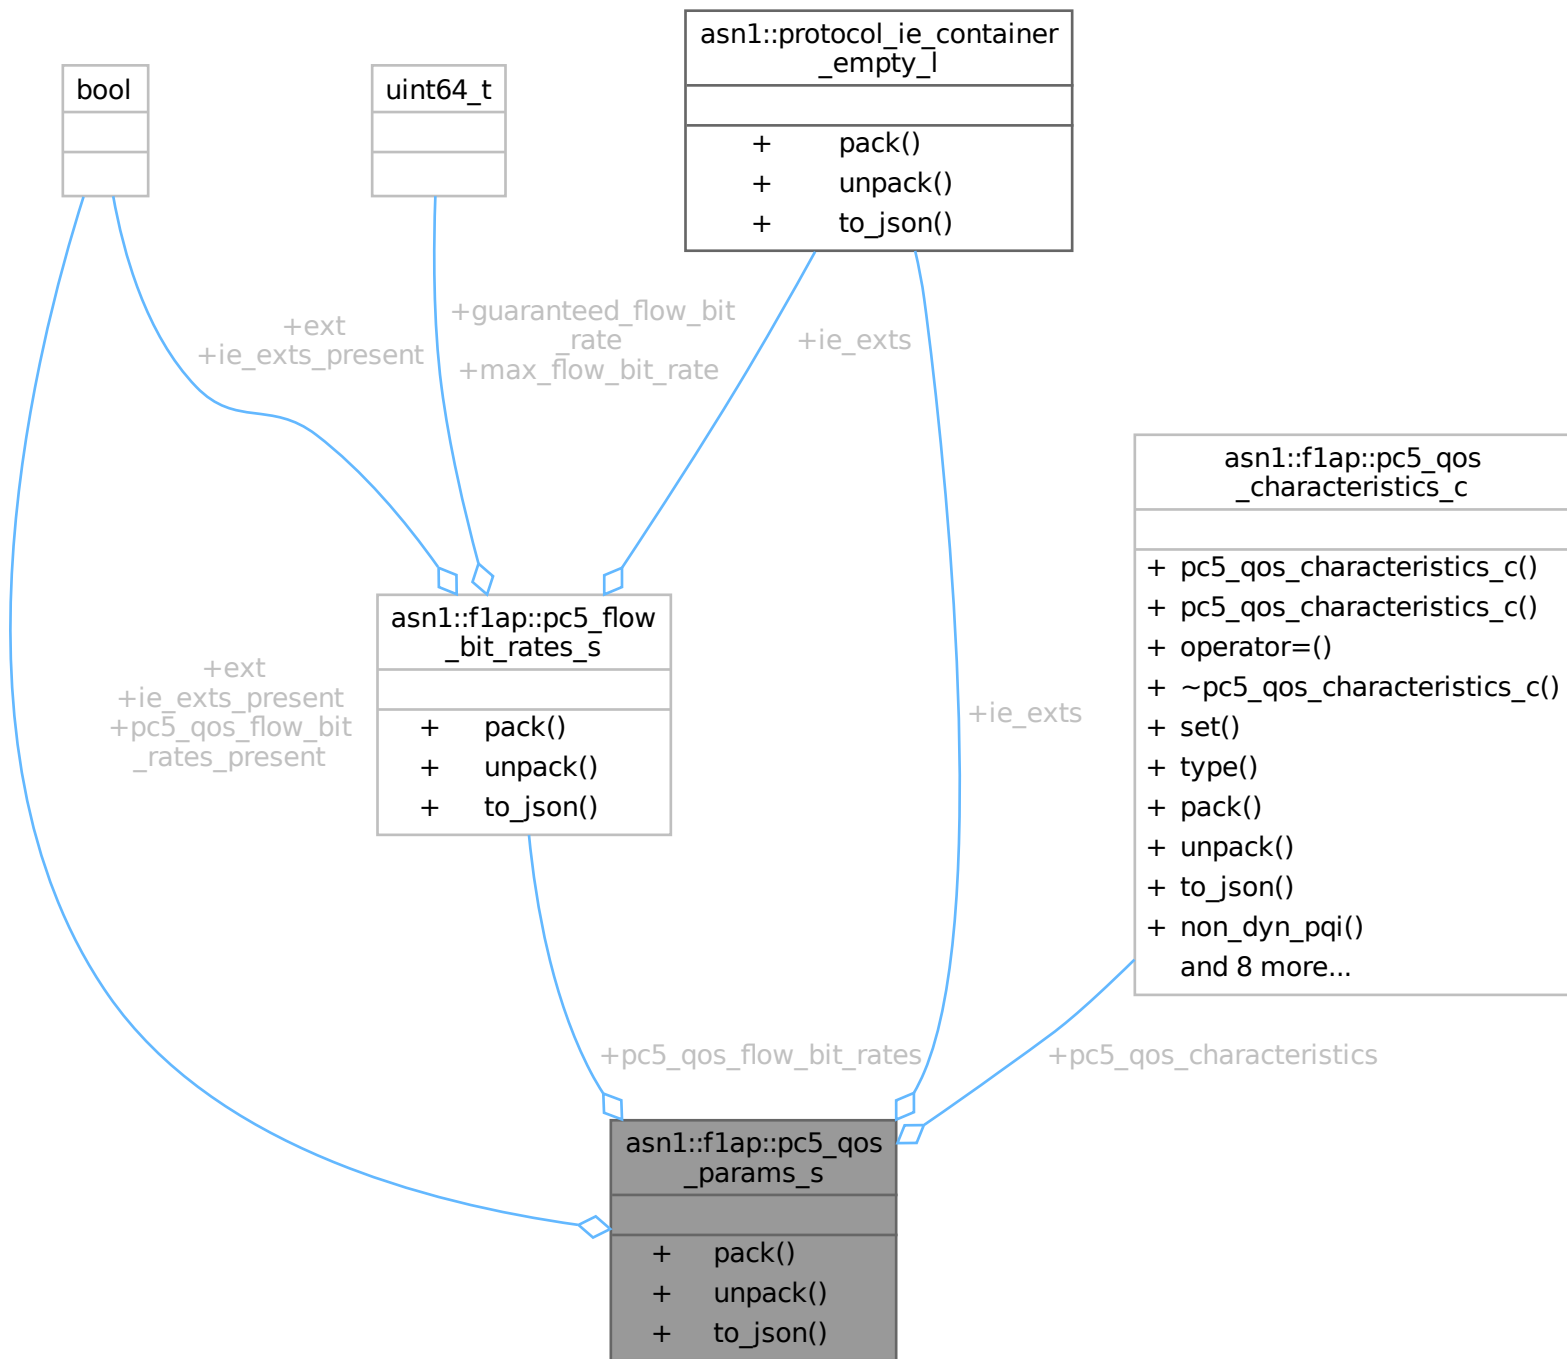 asn1::protocol_ie_container
_empty_l
+ pack()
+ unpack()
+ to_json()
bool
uint64_t
+ext
+ie_exts_present
+guaranteed_flow_bit
_rate
+max_flow_bit_rate
+ie_exts
asn1::f1ap::pc5_qos
_characteristics_c
+ pc5_qos_characteristics_c()
+ pc5_qos_characteristics_c()
+ operator=()
+ ~pc5_qos_characteristics_c()
+ set()
+ type()
+ pack()
+ unpack()
+ to_json()
+ non_dyn_pqi()
and 8 more...
asn1::f1ap::pc5_flow
_bit_rates_s
+ pack()
+ unpack()
+ to_json()
+ext
+ie_exts_present
+pc5_qos_flow_bit
_rates_present
+ie_exts
+pc5_qos_flow_bit_rates
+pc5_qos_characteristics
asn1::f1ap::pc5_qos
_params_s
+ pack()
+ unpack()
+ to_json()